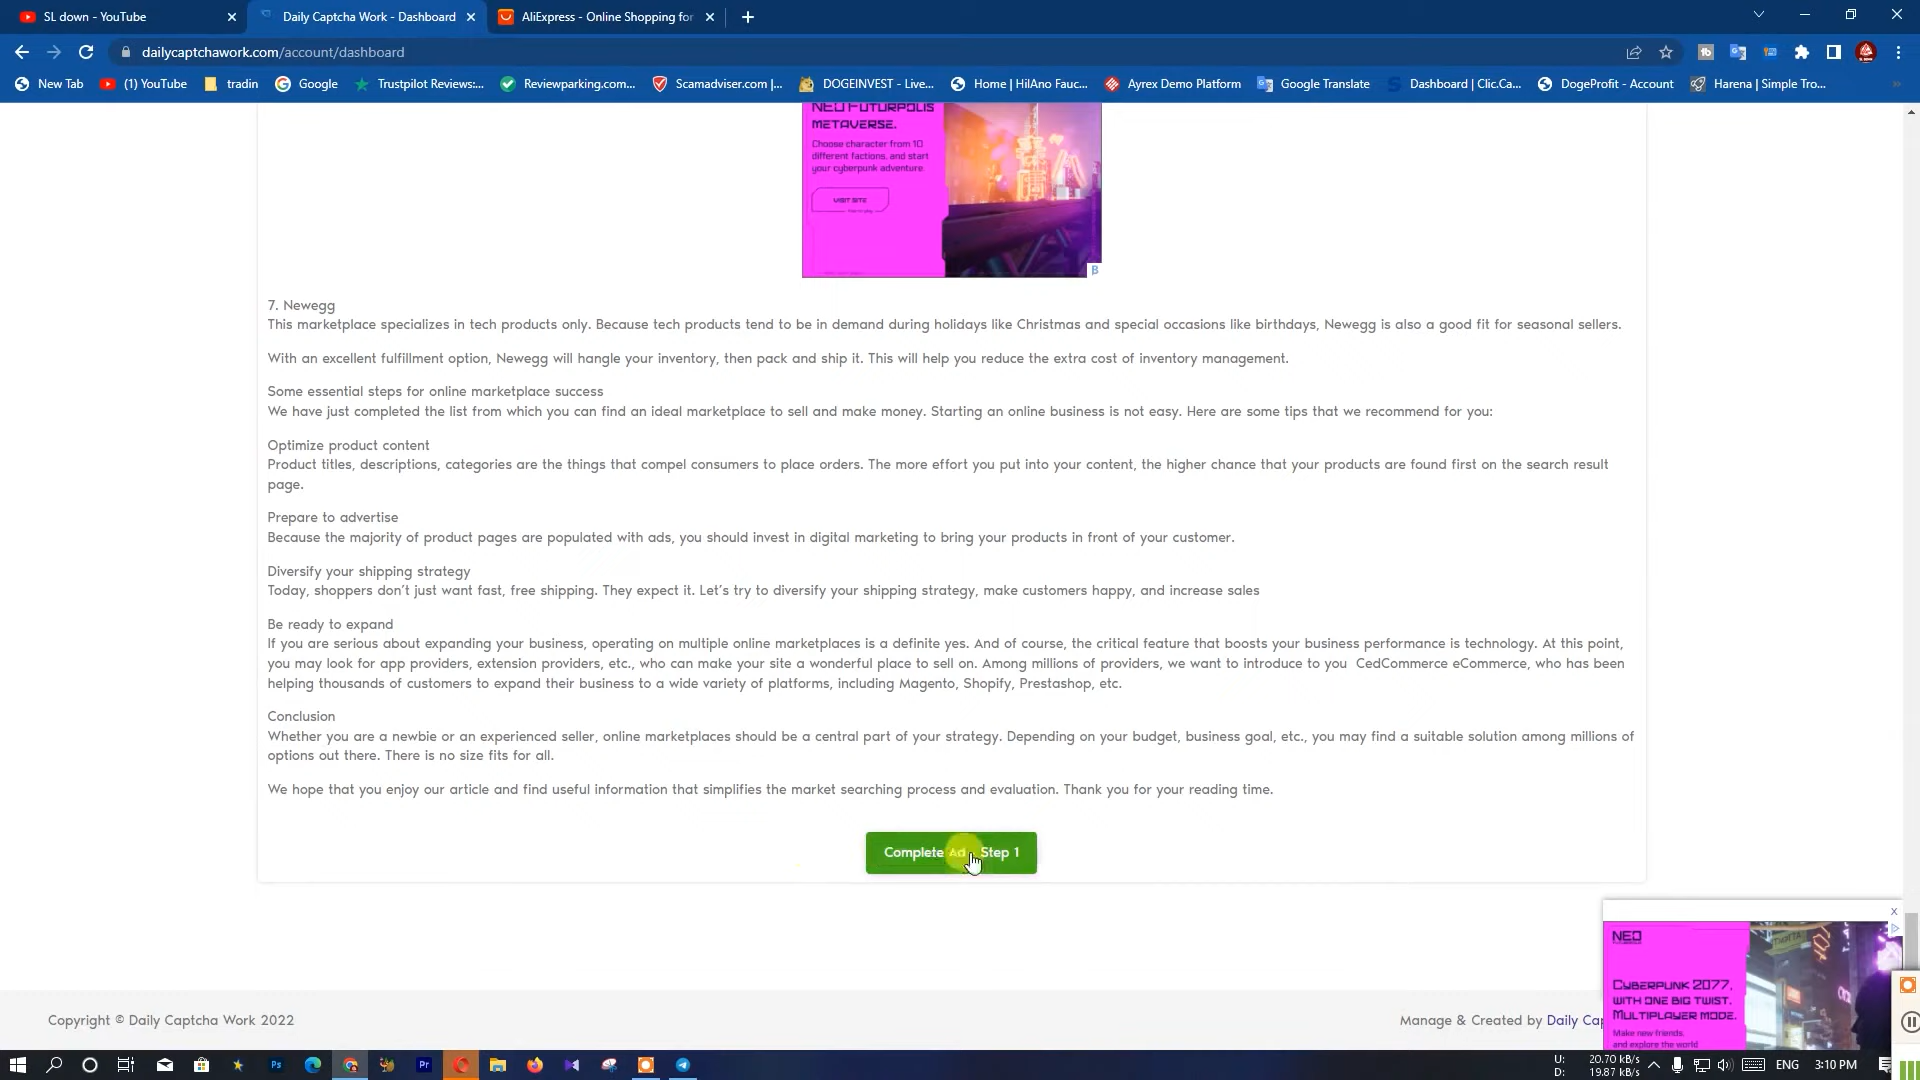 SL down - YouTube
Daily Captcha Work - Dashboard
AliExpress - Online Shopping for
dailycaptchawork.com/account/dashboard
New Tab
(1) YouTube
tradin
Google
Trustpilot Reviews:...
Reviewparking.com...
Scamadviser.com |...
DOGEINVEST - Live...
Home | HilAno Fauc...
Ayrex Demo Platform
Google Translate
Dashboard | Clic.Ca...
DogeProfit - Account
Harena | Simple Tro...
NEO FUTURPOLIS
METAVERSE.
Choose character from 10
different factions, and start
your cyberpunk adventure.
VISIT SITE
7. Newegg
This marketplace specializes in tech products only. Because tech products tend to be in demand during holidays like Christmas and special occasions like birthdays, Newegg is also a good fit for seasonal sellers.
With an excellent fulfillment option, Newegg will hangle your inventory, then pack and ship it. This will help you reduce the extra cost of inventory management.
Some essential steps for online marketplace success
We have just completed the list from which you can find an ideal marketplace to sell and make money. Starting an online business is not easy. Here are some tips that we recommend for you:
Optimize product content
Product titles, descriptions, categories are the things that compel consumers to place orders. The more effort you put into your content, the higher chance that your products are found first on the search result
page.
Prepare to advertise
Because the majority of product pages are populated with ads, you should invest in digital marketing to bring your products in front of your customer.
Diversify your shipping strategy
Today, shoppers don't just want fast, free shipping. They expect it. Let's try to diversify your shipping strategy, make customers happy, and increase sales
Be ready to expand
If you are serious about expanding your business, operating on multiple online marketplaces is a definite yes. And of course, the critical feature that boosts your business performance is technology. At this point,
you may look for app providers, extension providers, etc., who can make your site a wonderful place to sell on. Among millions of providers, we want to introduce to you CedCommerce eCommerce, who has been
helping thousands of customers to expand their business to a wide variety of platforms, including Magento, Shopify, Prestashop, etc.
Conclusion
Whether you are a newbie or an experienced seller, online marketplaces should be a central part of your strategy. Depending on your budget, business goal, etc., you may find a suitable solution among millions of
options out there. There is no size fits for all.
We hope that you enjoy our article and find useful information that simplifies the market searching process and evaluation. Thank you for your reading time.
Complete Ad Step 1
NEO
CYBERPUNK 2077,
WITH ONE BIG TWIST.
MULTIPLAYER MODE.
Make new friends.
and explore the world
Copyright © Daily Captcha Work 2022
Manage & Created by Daily Cap
U: 20.70 kB/s
D: 19.87 kB/s
ENG
3:10 PM